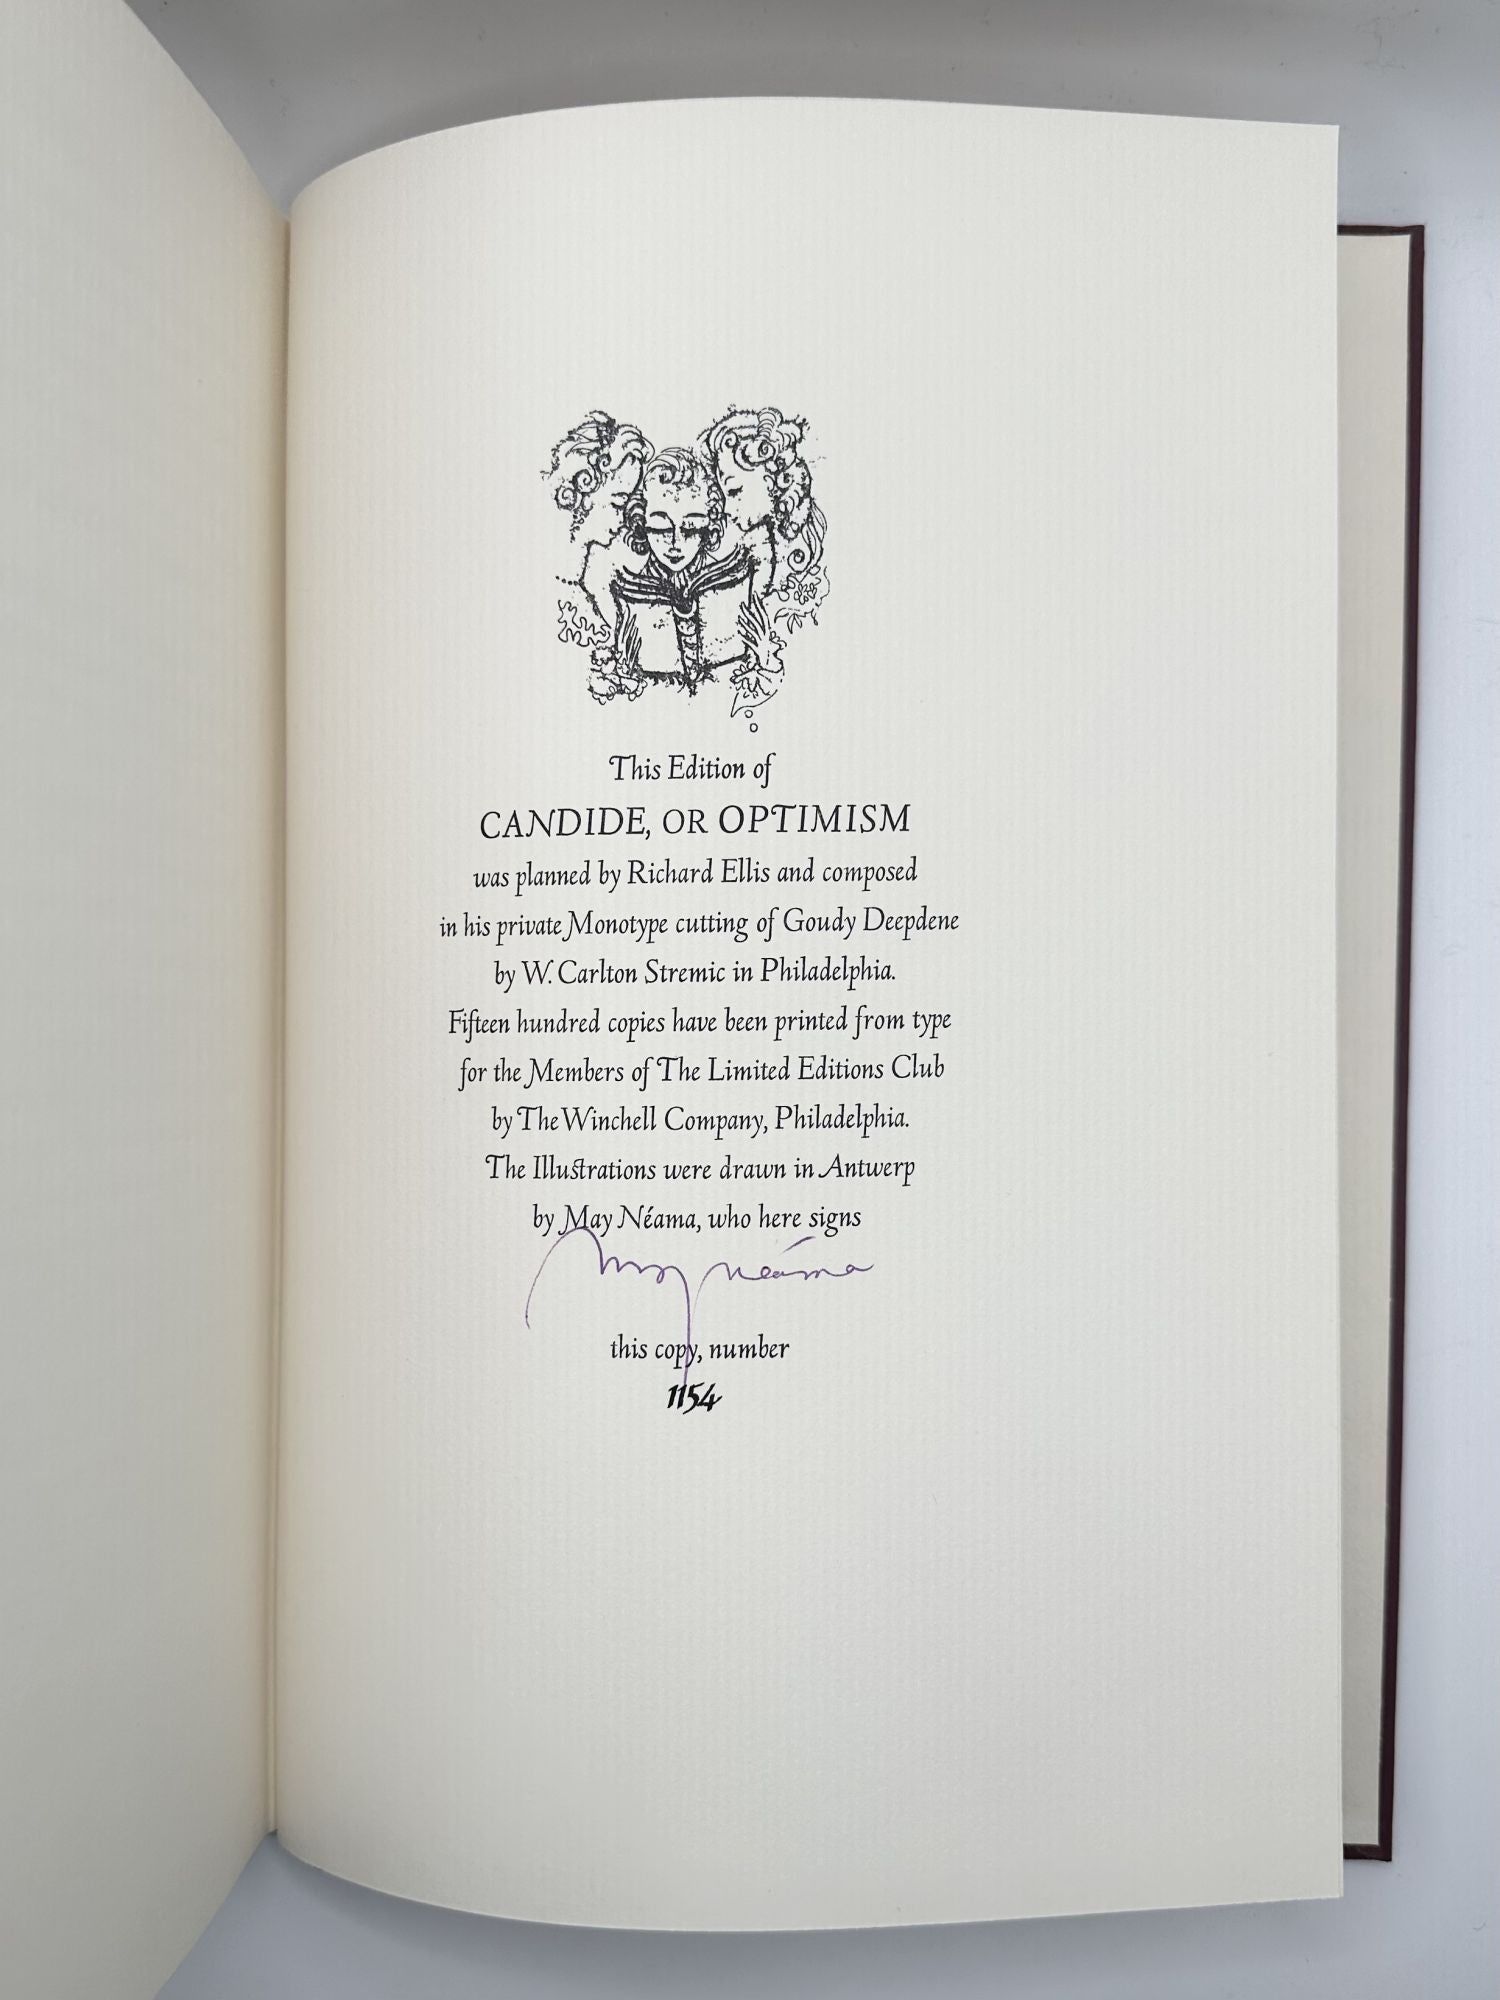 This Edition of
CANDIDE, OR OPTIMISM
was planned by Richard Ellis and composed
in his private Monotype cutting of Goudy Deepdene
by W. Carlton Stremic in Philadelphia.
Fifteen hundred copies have been printed from type
for the Members of The Limited Editions Club
by The Winchell Company, Philadelphia.
The Illustrations were drawn in Antwerp
by May Néama, who here signs
May Néama
this copy, number
1154